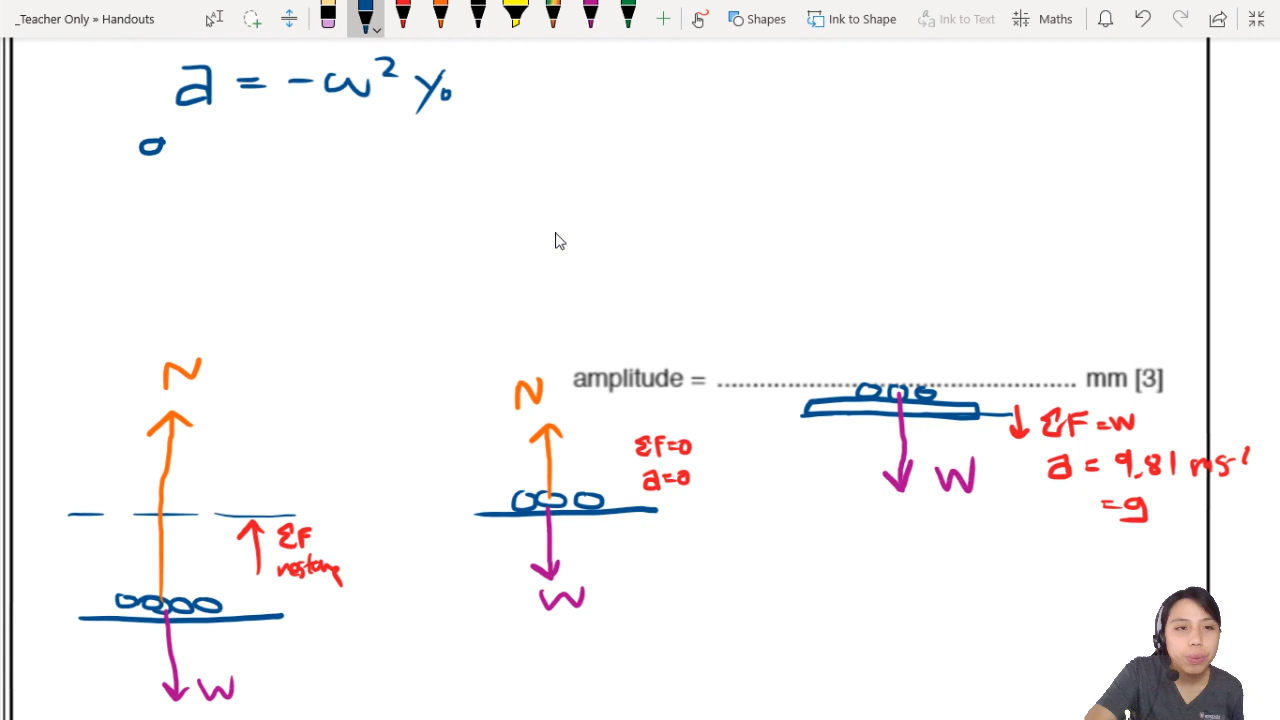 _Teacher Only » Handouts
Shapes
Ink to Shape
Ink to Text
Maths
a = -ω² y₀
N
N
amplitude = ........................................................ mm [3]
ΣF=0
a=0
ΣF = W
a = 9.81 ms⁻¹
= g
W
ΣF
W
W